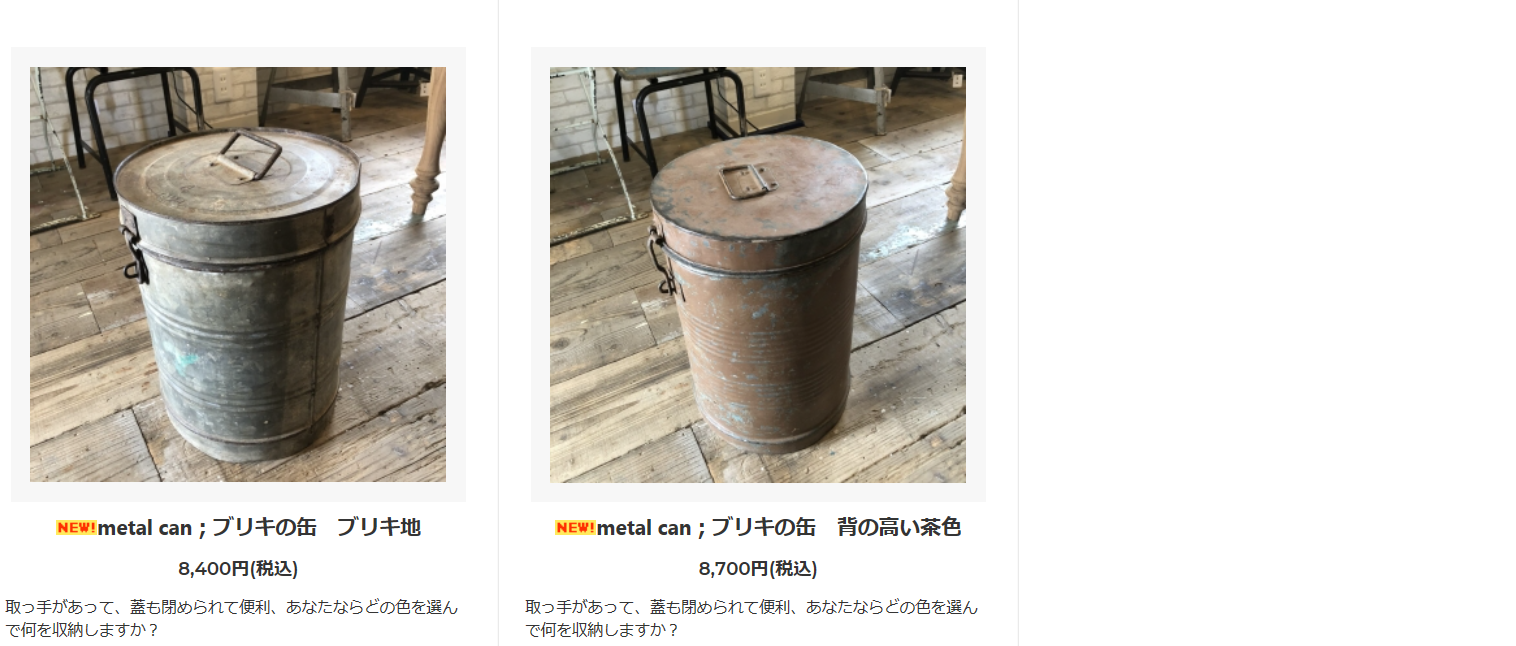 NEW!metal can；ブリキの缶　ブリキ地
8,400円(税込)
取っ手があって、蓋も閉められて便利、あなたならどの色を選ん
で何を収納しますか？
NEW!metal can；ブリキの缶　背の高い茶色
8,700円(税込)
取っ手があって、蓋も閉められて便利、あなたならどの色を選ん
で何を収納しますか？